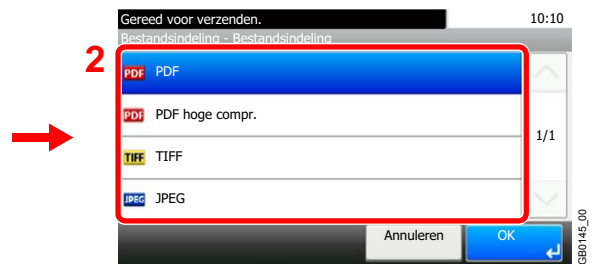 Gereed voor verzenden. 10:10
Bestandsindeling - Bestandsindeling
2
PDF PDF
PDF PDF hoge compr.
1/1
TIFF TIFF
JPEG JPEG
Annuleren OK
GB0145_00